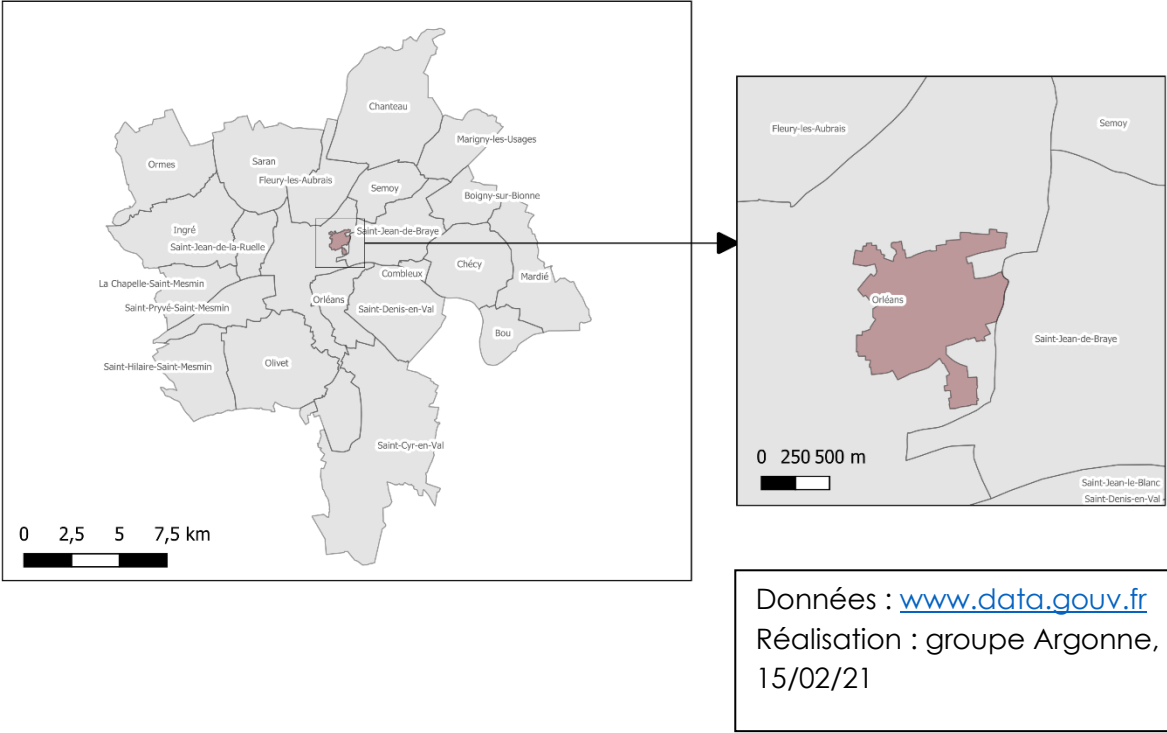 Chanteau
Marigny-les-Usages
Ormes
Saran
Fleury-les-Aubrais
Semoy
Boigny-sur-Bionne
Ingré
Saint-Jean-de-la-Ruelle
Saint-Jean-de-Braye
La Chapelle-Saint-Mesmin
Combleux
Chécy
Mardié
Saint-Pryvé-Saint-Mesmin
Orléans
Saint-Denis-en-Val
Bou
Saint-Hilaire-Saint-Mesmin
Olivet
Saint-Cyr-en-Val
0 2,5 5 7,5 km
Fleury-les-Aubrais
Semoy
Orléans
Saint-Jean-de-Braye
0 250 500 m
Saint-Jean-le-Blanc
Saint-Denis-en-Val
Données : www.data.gouv.fr
Réalisation : groupe Argonne,
15/02/21